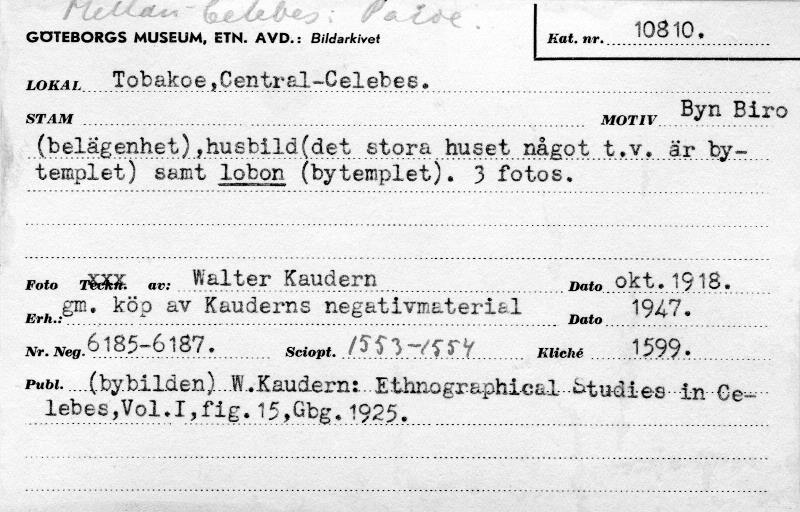 Mellan Celebes:
GÖTEBORGS MUSEUM, ETN. AVD.: Bildarkivet
Kat. nr. 10810.
LOKAL Tobakoe,Central-Celebes.
STAM MOTIV Byn Biro
(belägenhet),husbild(det stora huset något t.v. är by-
templet) samt lobon (bytemplet). 3 fotos.
Foto Teckn. av: Walter Kaudern Dato okt.1918.
Erh.: gm. köp av Kauderns negativmaterial Dato 1947.
Nr. Neg. 6185-6187. Sciopt. 1553-1554 Kliché 1599.
Publ. (bybilden) W.Kaudern: Ethnographical Studies in Ce-
lebes,Vol.I,fig.15,Gbg.1925.